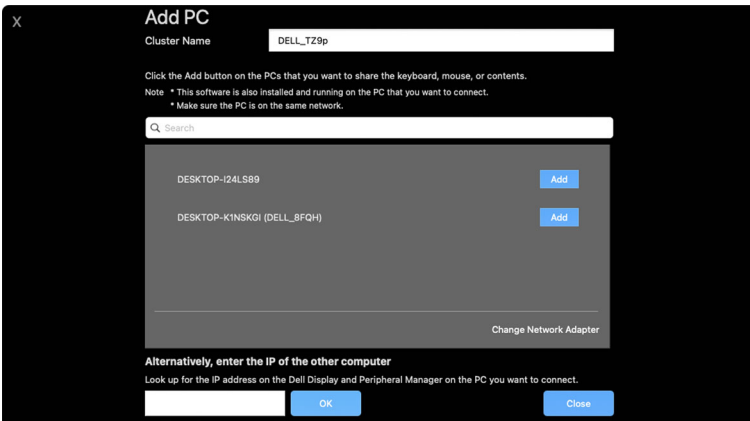 X
Add PC
Cluster Name DELL_TZ9p
Click the Add button on the PCs that you want to share the keyboard, mouse, or contents.
Note * This software is also installed and running on the PC that you want to connect.
* Make sure the PC is on the same network.
Search
DESKTOP-I24LS89 Add
DESKTOP-K1NSKGI (DELL_8FQH) Add
Change Network Adapter
Alternatively, enter the IP of the other computer
Look up for the IP address on the Dell Display and Peripheral Manager on the PC you want to connect.
OK Close